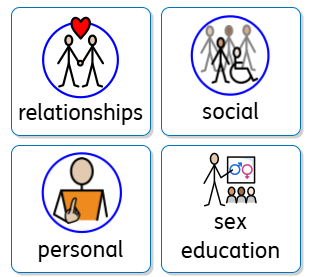 relationships
social
personal
sex
education